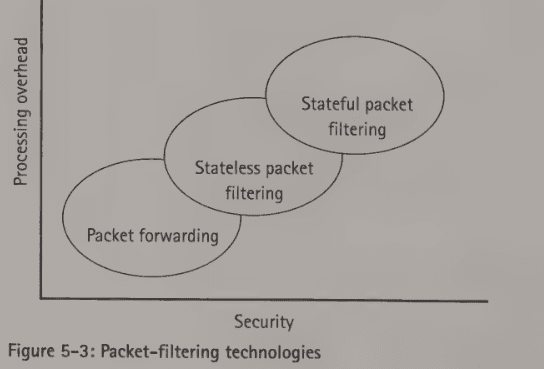 Processing overhead
Stateful packet
filtering
Stateless packet
filtering
Packet forwarding
Security
Figure 5-3: Packet-filtering technologies